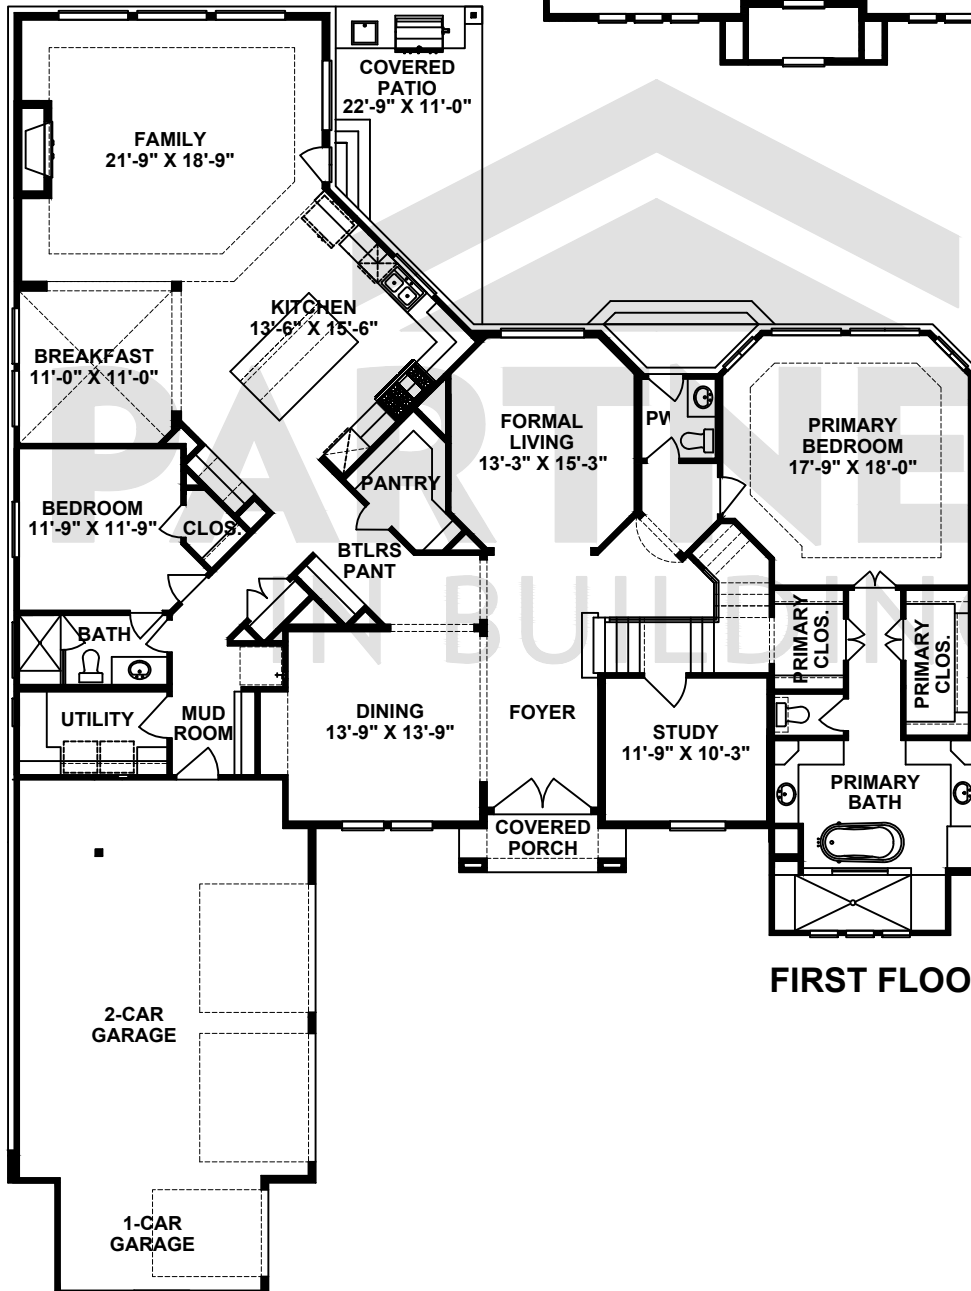 COVERED
PATIO
22'-9" X 11'-0"
FAMILY
21'-9" X 18'-9"
KITCHEN
13'-6" X 15'-6"
BREAKFAST
11'-0" X 11'-0"
FORMAL
LIVING
13'-3" X 15'-3"
PRIMARY
BEDROOM
17'-9" X 18'-0"
PANTRY
BEDROOM
11'-9" X 11'-9"
CLOS.
BTLRS
PANT
BATH
PRIMARY
CLOS.
PRIMARY
CLOS.
UTILITY
MUD
ROOM
DINING
13'-9" X 13'-9"
FOYER
STUDY
11'-9" X 10'-3"
PRIMARY
BATH
COVERED
PORCH
FIRST FLOO
2-CAR
GARAGE
1-CAR
GARAGE
PARTNE
IN BUILDIN